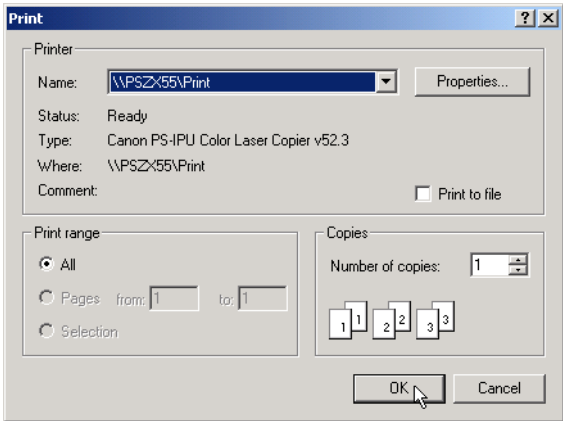 Print
Printer
Name: \\PSZX55\Print Properties...
Status: Ready
Type: Canon PS-IPU Color Laser Copier v52.3
Where: \\PSZX55\Print
Comment: Print to file
Print range
All
Pages from: 1 to: 1
Selection
Copies
Number of copies: 1
1 1 2 2 3 3
OK Cancel